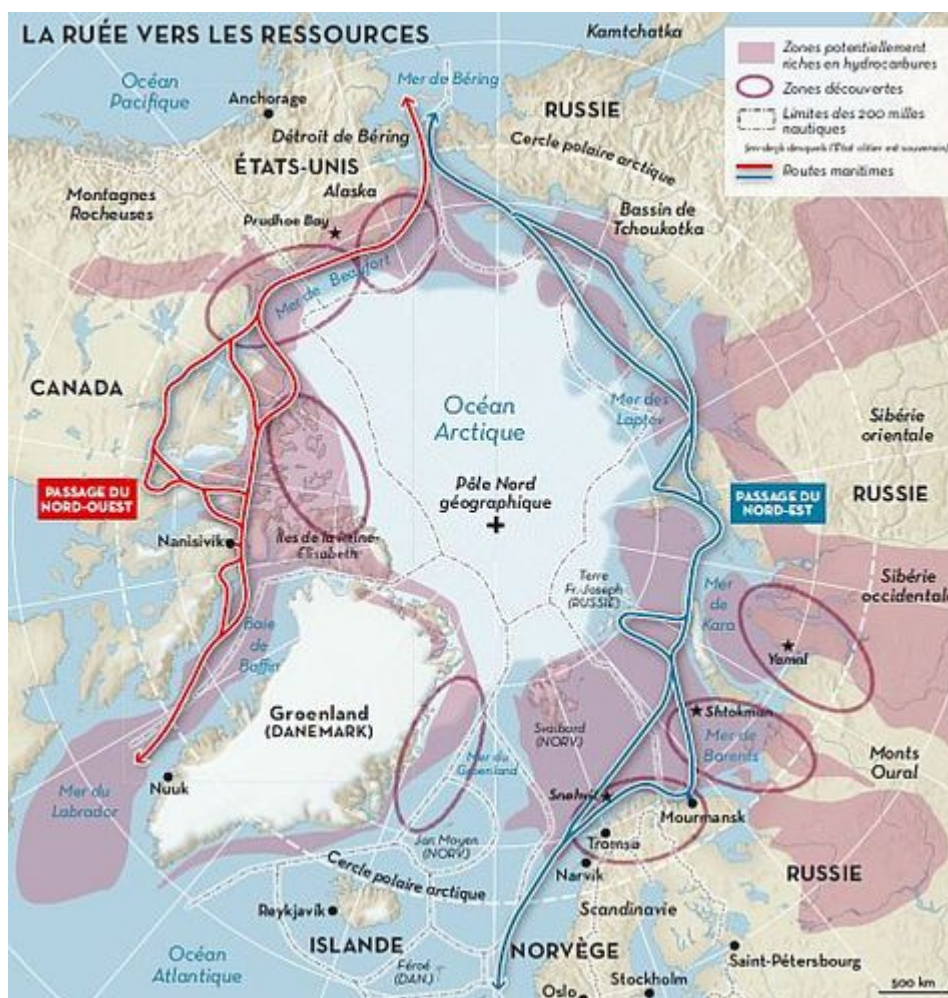 LA RUÉE VERS LES RESSOURCES
Kamtchatka
Mer de Béring
Océan
Pacifique
Anchorage
Détroit de Béring
RUSSIE
Cercle polaire arctique
ÉTATS-UNIS
Alaska
Montagnes
Rocheuses
Prudhoe Bay
Bassin de
Tchoukotka
Zones potentiellement
riches en hydrocarbures
Zones découvertes
Limites des 200 milles
nautiques
Routes maritimes
Mer de Beaufort
CANADA
Océan
Arctique
Mer des
Laptev
Sibérie
orientale
PASSAGE DU
NORD-OUEST
Pôle Nord
géographique
PASSAGE DU
NORD-EST
RUSSIE
Nanisivik
Îles de la Reine-
Élisabeth
Terre
Fr. Joseph
(RUSSIE)
Mer
de
Kara
Sibérie
occidentale
Baie
de
Baffin
Yamal
Groenland
(DANEMARK)
Svalbard
(NORV.)
Shtokman
Mer de
Barents
Mer du
Groenland
Monts
Oural
Mer du
Labrador
Nuuk
Mourmansk
Jan Mayen
(NORV.)
Tromsø
Narvik
Cercle polaire arctique
RUSSIE
Reykjavík
Scandinavie
ISLANDE
NORVÈGE
Océan
Atlantique
Féroé
(DAN.)
Saint-Pétersbourg
Stockholm
Oslo
500 km